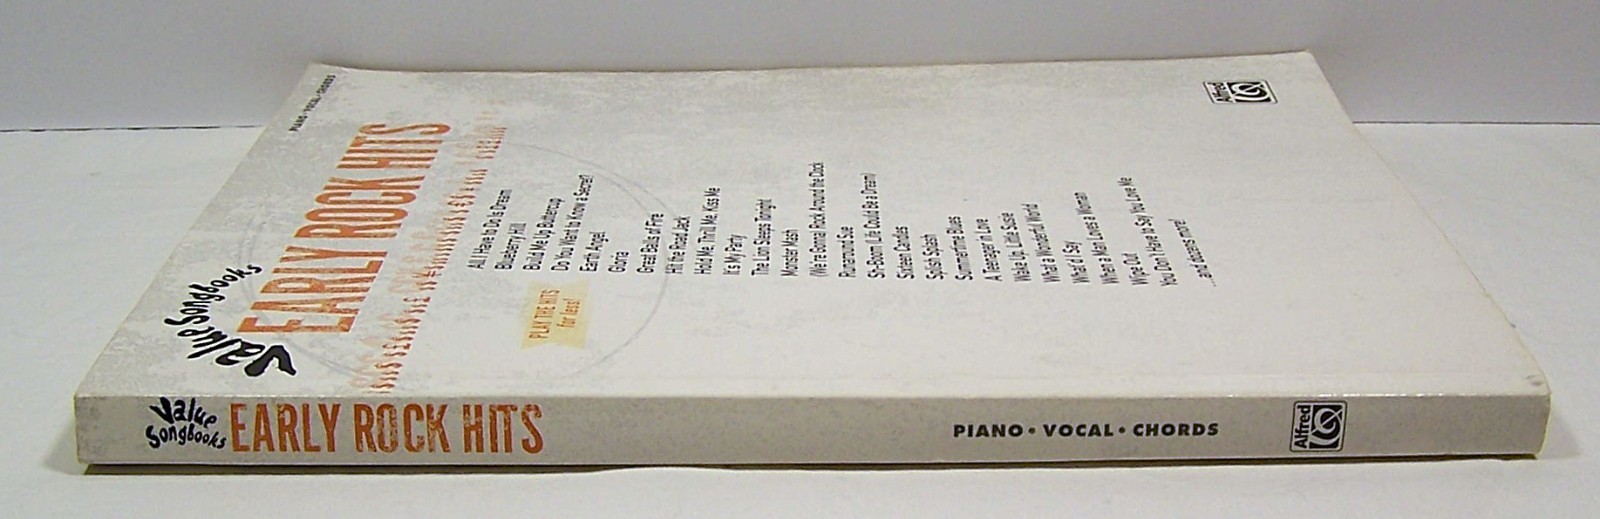 PIANO • VOCAL • CHORDS
Value Songbooks
EARLY ROCK HITS
PLAY THE HITS
for less!
All I Have to Do Is Dream
Blueberry Hill
Build Me Up Buttercup
Do You Want to Know a Secret?
Earth Angel
Gloria
Great Balls of Fire
Hit the Road Jack
Hold Me, Thrill Me, Kiss Me
It's My Party
The Lion Sleeps Tonight
Monster Mash
(We're Gonna) Rock Around the Clock
Runaround Sue
Sh-Boom (Life Could Be a Dream)
Sixteen Candles
Splish Splash
Summertime Blues
A Teenager in Love
Wake Up, Little Susie
What a Wonderful World
What'd I Say
When a Man Loves a Woman
Wipe Out
You Don't Have to Say You Love Me
...and dozens more!
Alfred
Value
Songbooks
EARLY ROCK HITS
PIANO • VOCAL • CHORDS
Alfred